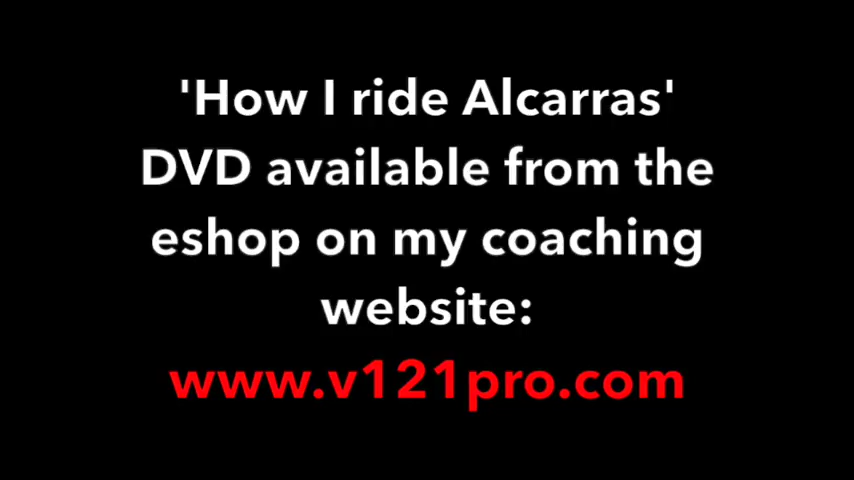 'How I ride Alcarras'
DVD available from the
eshop on my coaching
website:
www.v121pro.com